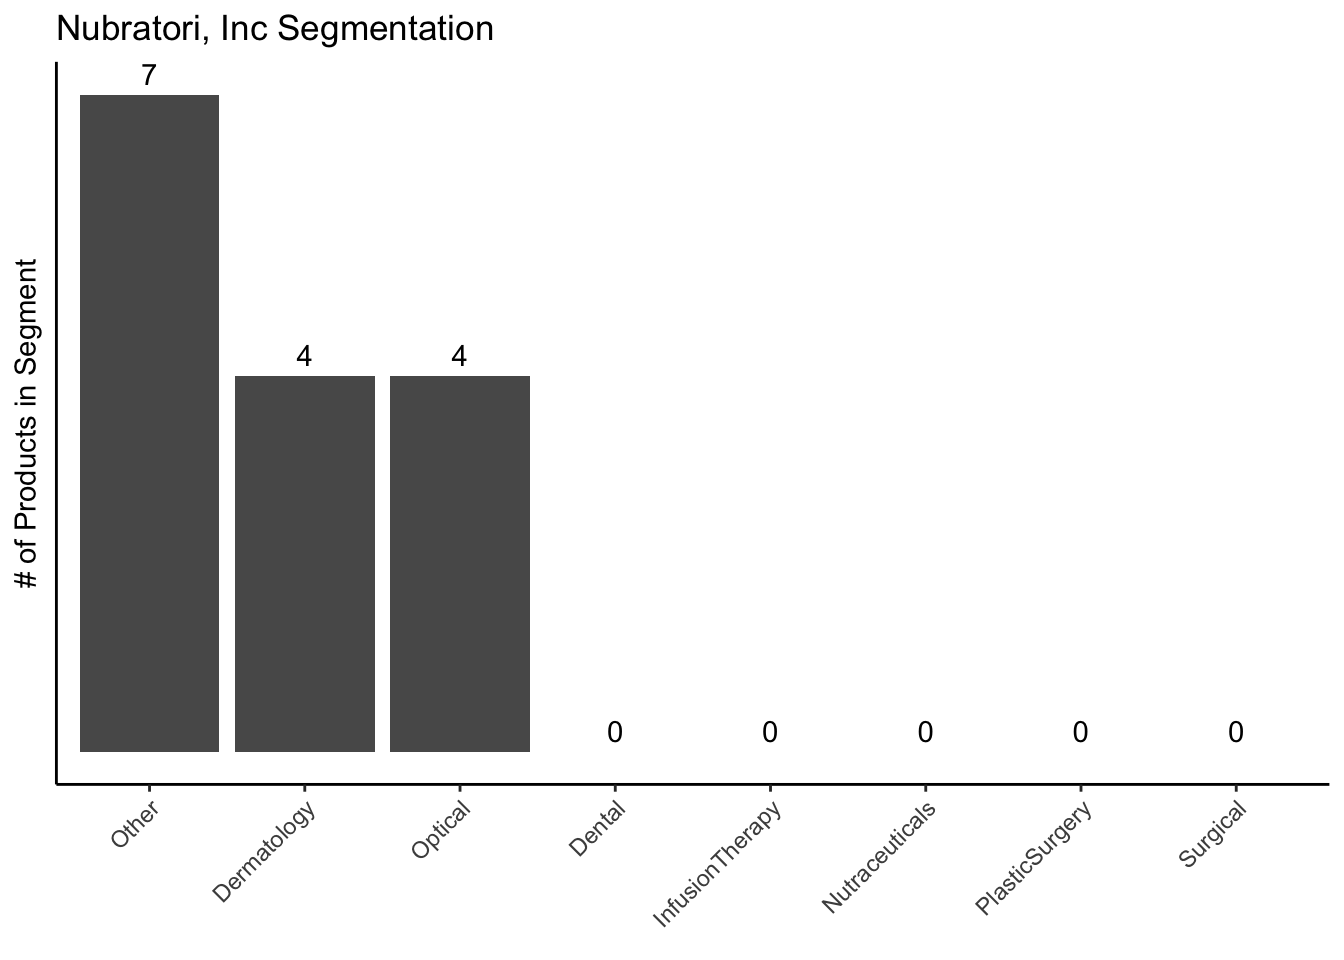 Nubratori, Inc Segmentation
# of Products in Segment
7
4
4
0
0
0
0
0
Other
Dermatology
Optical
Dental
InfusionTherapy
Nutraceuticals
PlasticSurgery
Surgical